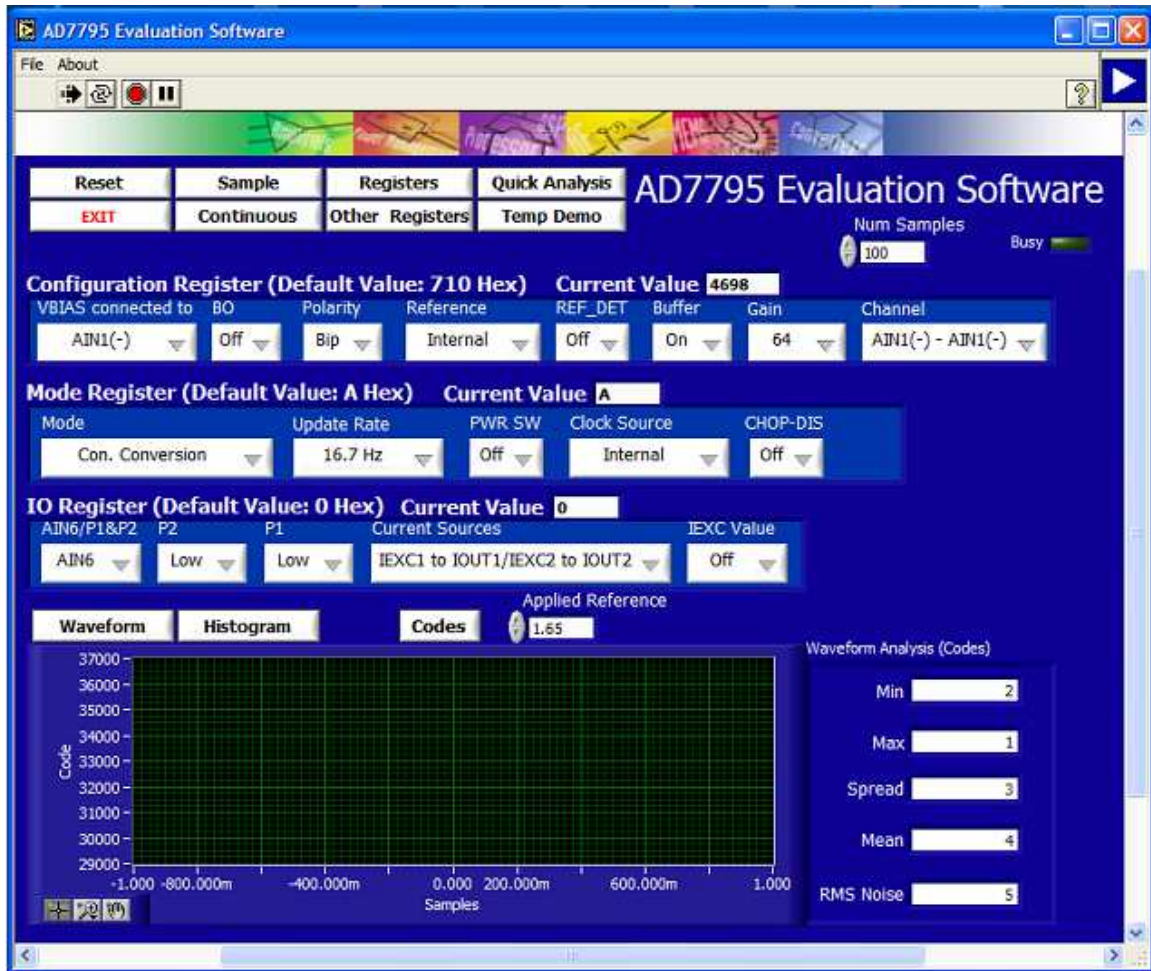 AD7795 Evaluation Software
File About
Reset Sample Registers Quick Analysis
EXIT Continuous Other Registers Temp Demo
AD7795 Evaluation Software
Num Samples
100
Busy
Configuration Register (Default Value: 710 Hex) Current Value 4698
VBIAS connected to BO Polarity Reference REF_DET Buffer Gain Channel
AIN1(-) Off Bip Internal Off On 64 AIN1(-) - AIN1(-)
Mode Register (Default Value: A Hex) Current Value A
Mode Update Rate PWR SW Clock Source CHOP-DIS
Con. Conversion 16.7 Hz Off Internal Off
IO Register (Default Value: 0 Hex) Current Value 0
AIN6/P1&P2 P2 P1 Current Sources IEXC Value
AIN6 Low Low IEXC1 to IOUT1/IEXC2 to IOUT2 Off
Applied Reference
Waveform Histogram Codes 1.65
Waveform Analysis (Codes)
37000
36000
35000
34000
33000
32000
31000
30000
29000
Code
-1.000 -800.000m -400.000m 0.000 200.000m 600.000m 1.000
Samples
Min 2
Max 1
Spread 3
Mean 4
RMS Noise 5